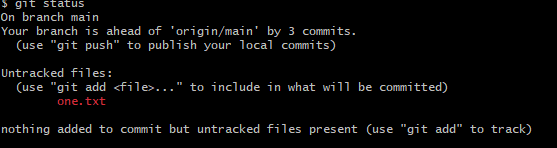 $ git status
On branch main
Your branch is ahead of 'origin/main' by 3 commits.
  (use "git push" to publish your local commits)

Untracked files:
  (use "git add <file>..." to include in what will be committed)
        one.txt

nothing added to commit but untracked files present (use "git add" to track)